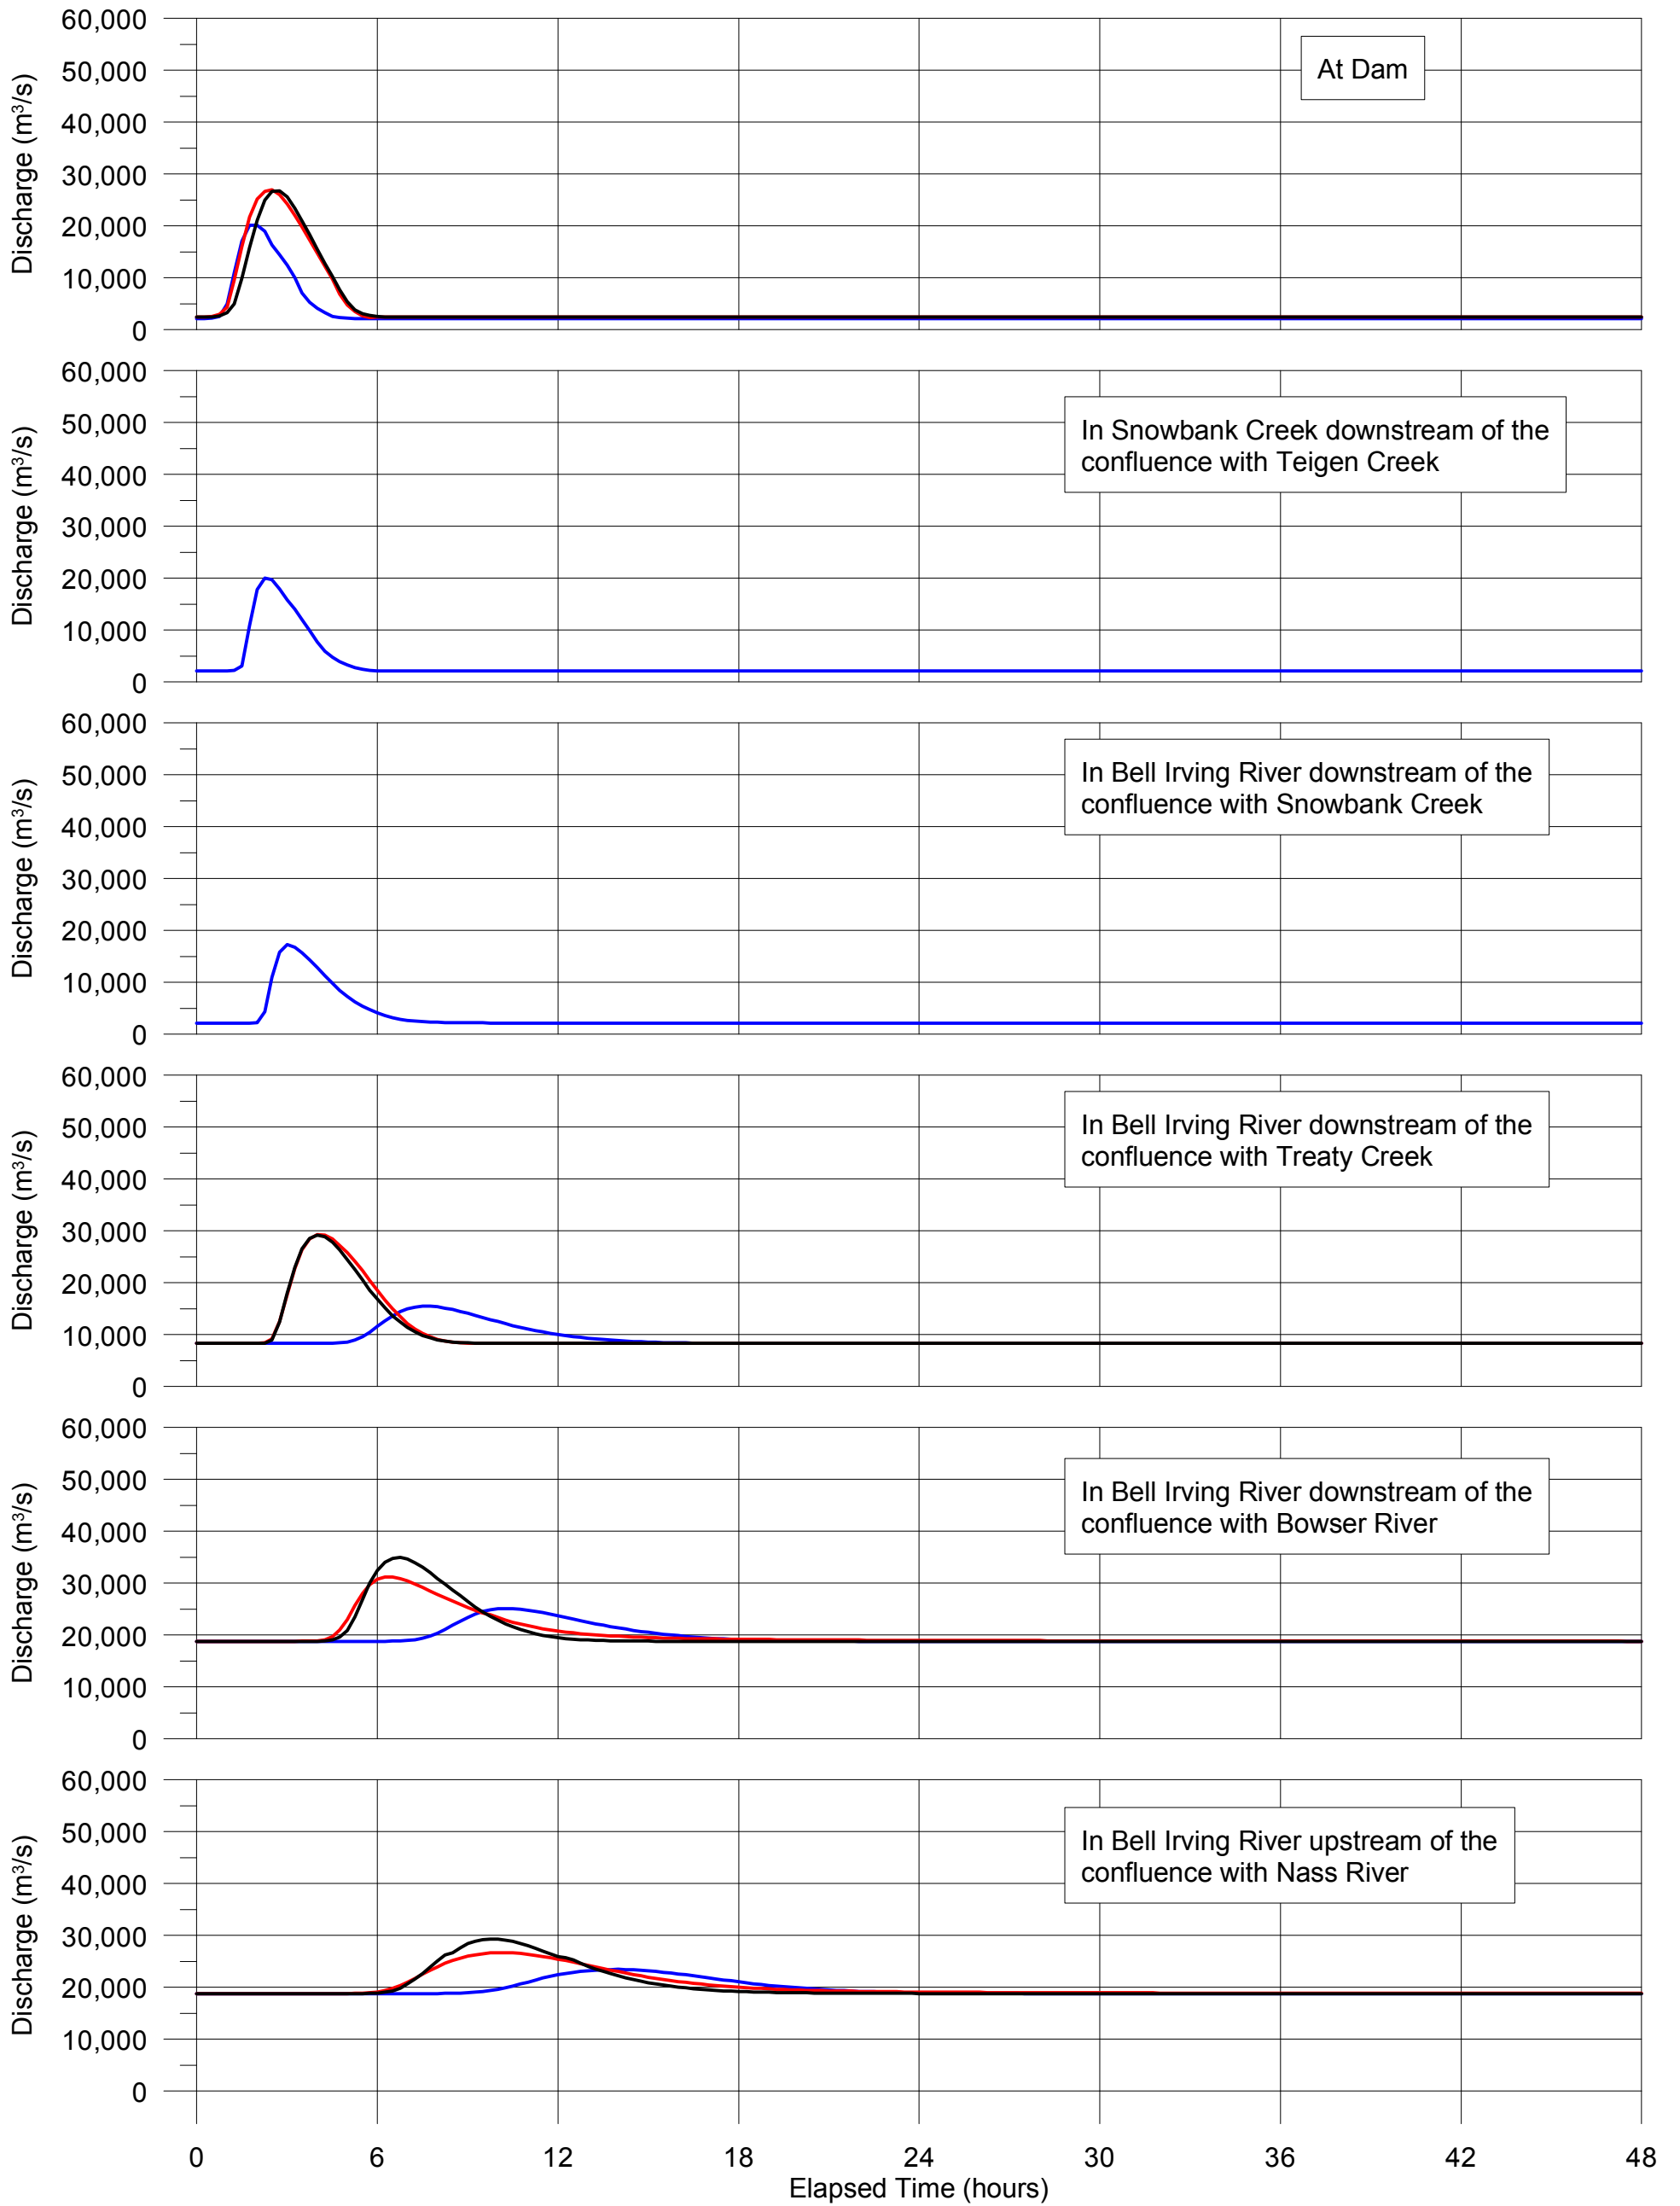 60,000
50,000
40,000
30,000
20,000
10,000
0
Discharge (m³/s)
At Dam
60,000
50,000
40,000
30,000
20,000
10,000
0
Discharge (m³/s)
In Snowbank Creek downstream of the
confluence with Teigen Creek
60,000
50,000
40,000
30,000
20,000
10,000
0
Discharge (m³/s)
In Bell Irving River downstream of the
confluence with Snowbank Creek
60,000
50,000
40,000
30,000
20,000
10,000
0
Discharge (m³/s)
In Bell Irving River downstream of the
confluence with Treaty Creek
60,000
50,000
40,000
30,000
20,000
10,000
0
Discharge (m³/s)
In Bell Irving River downstream of the
confluence with Bowser River
60,000
50,000
40,000
30,000
20,000
10,000
0
Discharge (m³/s)
In Bell Irving River upstream of the
confluence with Nass River
0 6 12 18 24 30 36 42 48
Elapsed Time (hours)